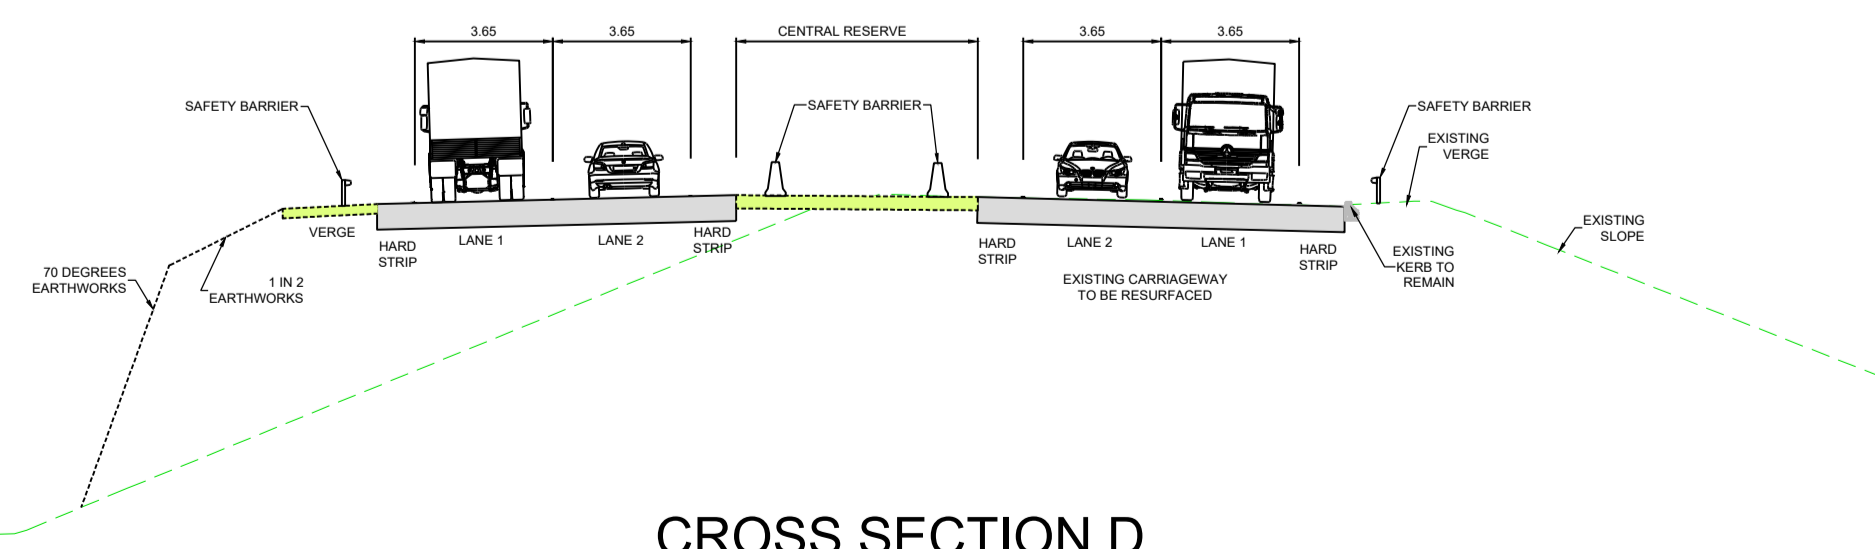 3.65
3.65
CENTRAL RESERVE
3.65
3.65
SAFETY BARRIER
SAFETY BARRIER
SAFETY BARRIER
EXISTING
VERGE
EXISTING
SLOPE
VERGE
HARD
STRIP
LANE 1
LANE 2
HARD
STRIP
HARD
STRIP
LANE 2
LANE 1
HARD
STRIP
EXISTING
KERB TO
REMAIN
70 DEGREES
EARTHWORKS
1 IN 2
EARTHWORKS
EXISTING CARRIAGEWAY
TO BE RESURFACED
CROSS SECTION D